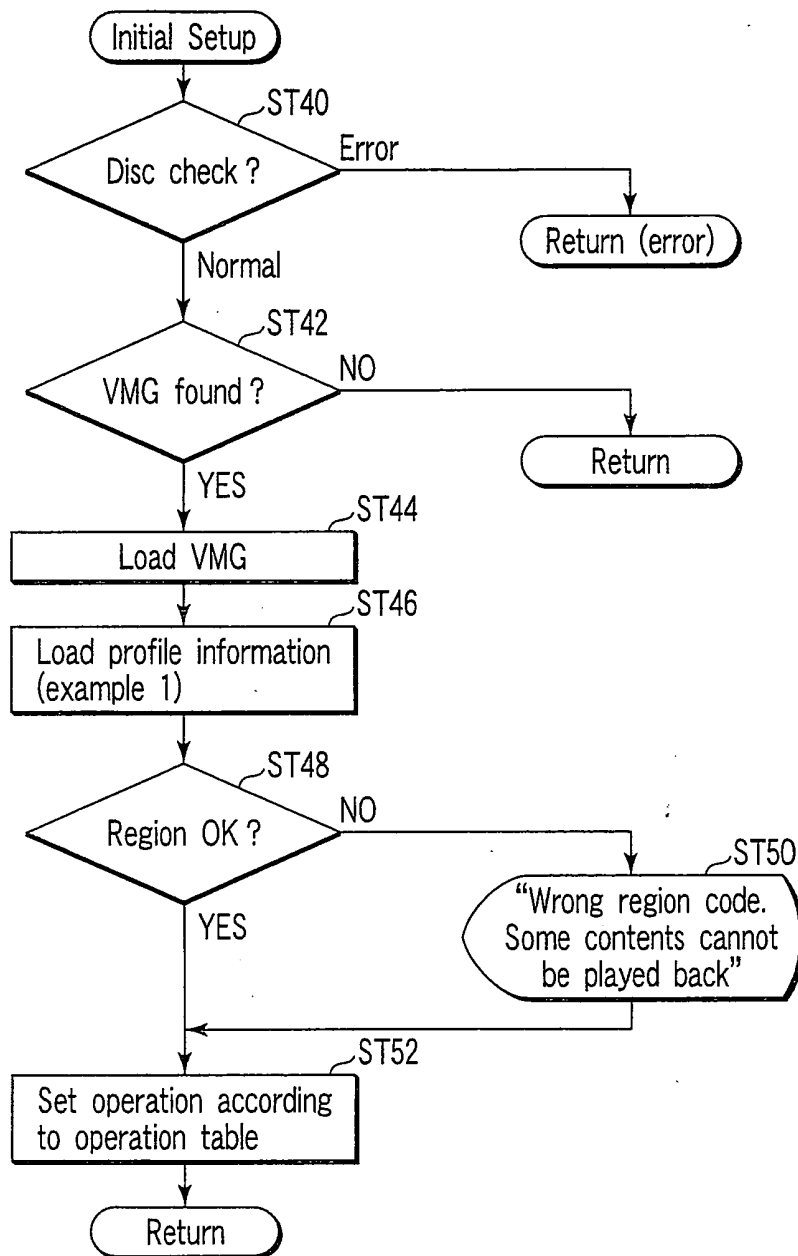 Initial Setup
ST40
Disc check?
Error
Return (error)
Normal
ST42
VMG found?
NO
Return
YES
ST44
Load VMG
ST46
Load profile information
(example 1)
ST48
Region OK?
NO
ST50
“Wrong region code.
Some contents cannot
be played back”
YES
ST52
Set operation according
to operation table
Return